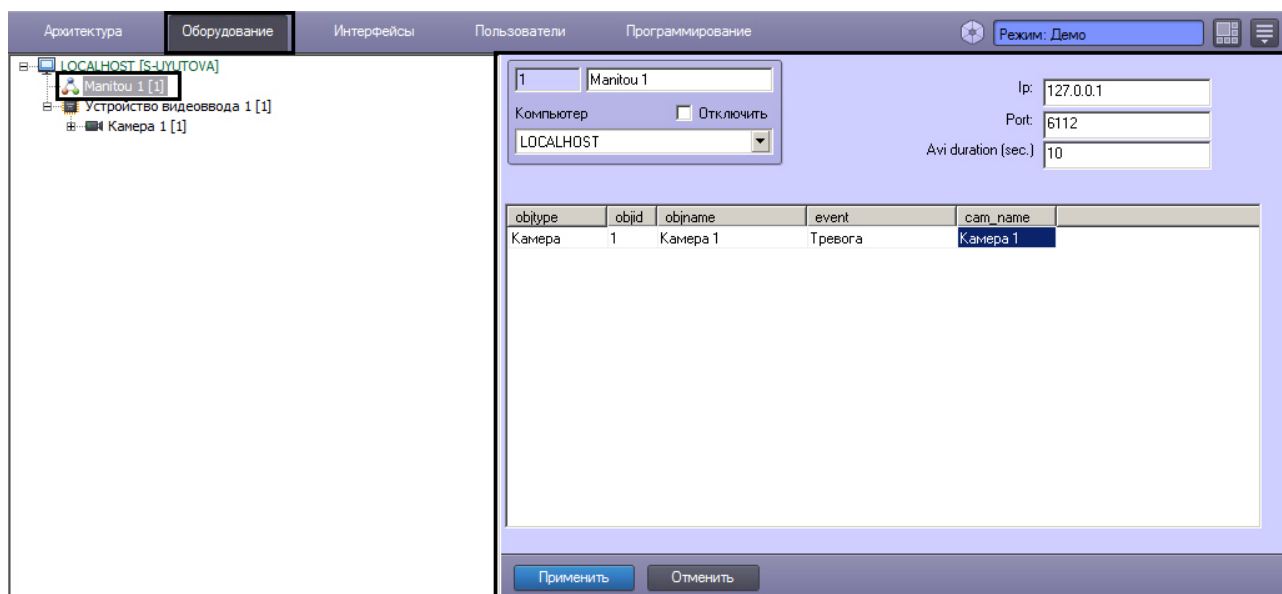 Архитектура Оборудование Интерфейсы Пользователи Программирование Режим: Демо
LOCALHOST [S-UYUTOVA]
Manitou 1 [1]
Устройство видеоввода 1 [1]
Камера 1 [1]
1 Manitou 1
Компьютер Отключить
LOCALHOST
Ip: 127.0.0.1
Port: 6112
Avi duration (sec.) 10
objtype objid objname event cam_name
Камера 1 Камера 1 Тревога Камера 1
Применить Отменить